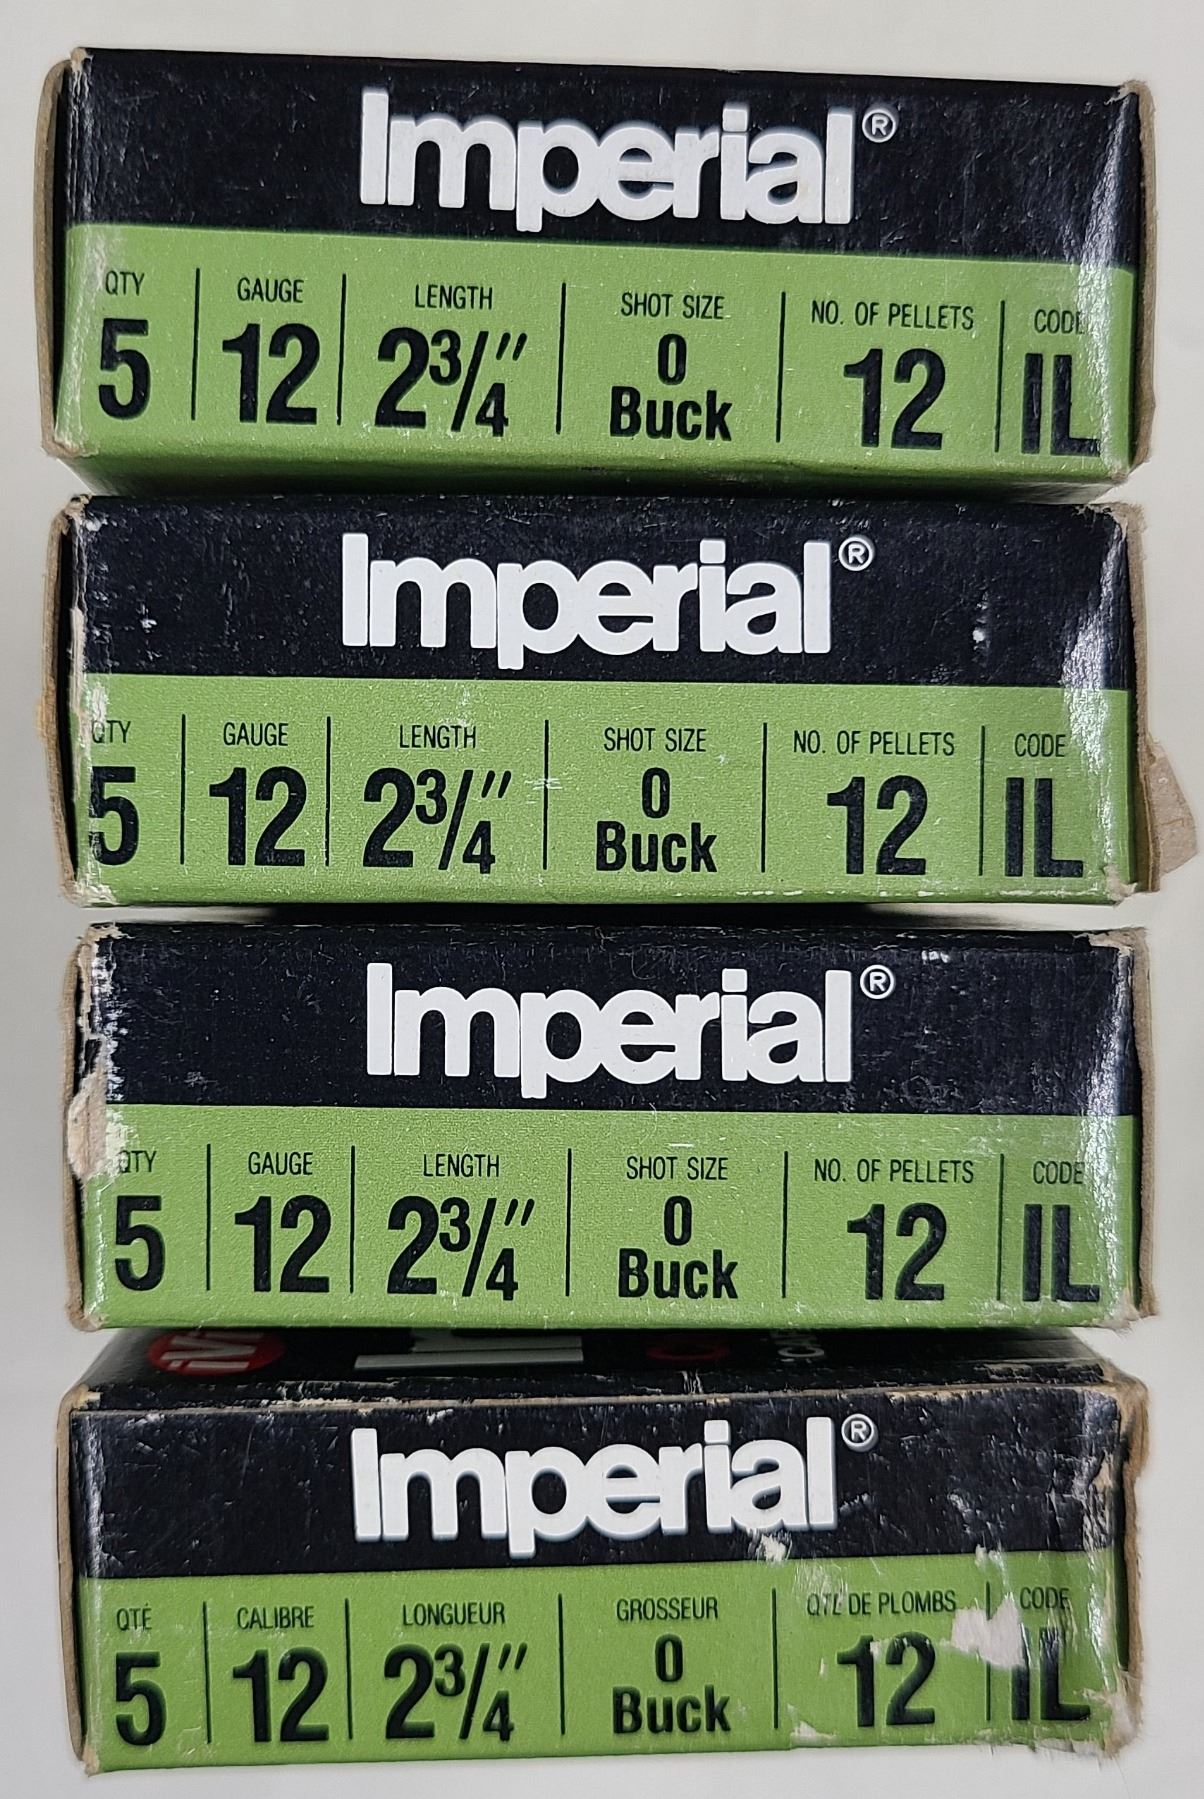 Imperial®
QTY GAUGE LENGTH SHOT SIZE NO. OF PELLETS CODE
5 12 2¾" 0 Buck 12 IL
Imperial®
QTY GAUGE LENGTH SHOT SIZE NO. OF PELLETS CODE
5 12 2¾" 0 Buck 12 IL
Imperial®
QTY GAUGE LENGTH SHOT SIZE NO. OF PELLETS CODE
5 12 2¾" 0 Buck 12 IL
Imperial®
QTÉ CALIBRE LONGUEUR GROSSEUR QTÉ DE PLOMBS CODE
5 12 2¾" 0 Buck 12 IL